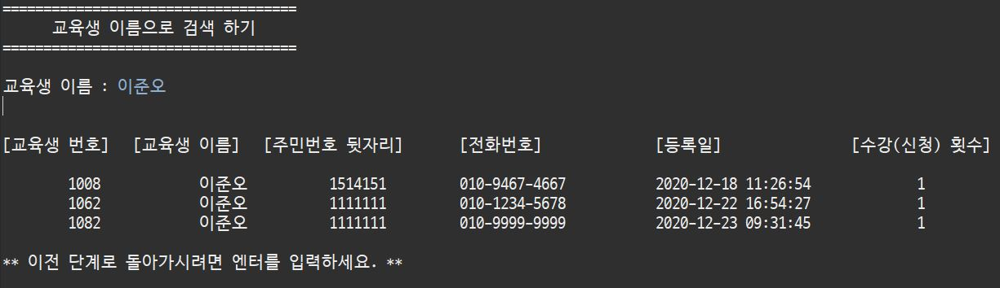 ====================================
교육생 이름으로 검색 하기
====================================
교육생 이름 : 이준오
[교육생 번호] [교육생 이름] [주민번호 뒷자리] [전화번호] [등록일] [수강(신청) 횟수]
1008 이준오 1514151 010-9467-4667 2020-12-18 11:26:54 1
1062 이준오 1111111 010-1234-5678 2020-12-22 16:54:27 1
1082 이준오 1111111 010-9999-9999 2020-12-23 09:31:45 1
** 이전 단계로 돌아가시려면 엔터를 입력하세요. **